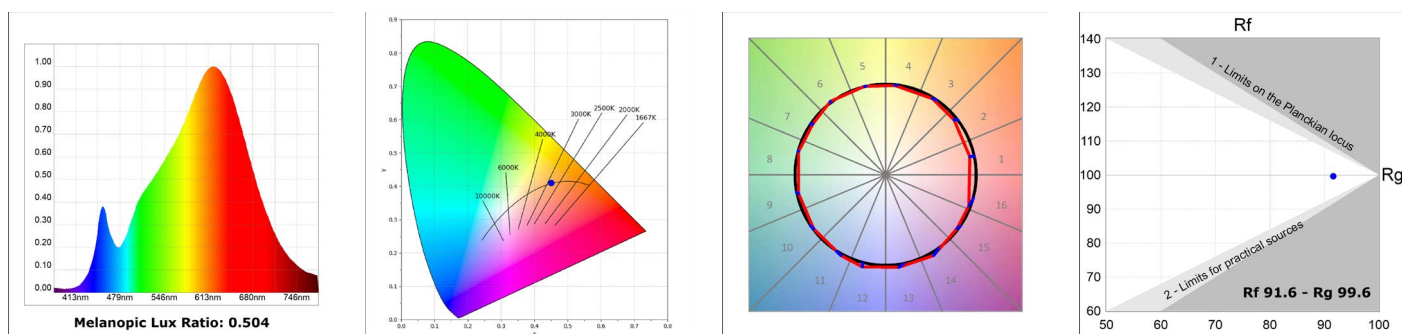 1.00
0.90
0.80
0.70
0.60
0.50
0.40
0.30
0.20
0.10
0.00
413nm 479nm 546nm 613nm 680nm 746nm
Melanopic Lux Ratio: 0.504
0.9
0.8
0.7
0.6
0.5
0.4
0.3
0.2
0.1
0.0
0.0 0.1 0.2 0.3 0.4 0.5 0.6 0.7 0.8
2500K
3000K
2000K
1667K
4000K
6000K
10000K
5 4
6 3
7 2
8 1
9 16
10 15
11 14
12 13
Rf
140
130
120
110
100
90
80
70
60
1 - Limits on the Planckian locus
Rg
2 - Limits for practical sources
Rf 91.6 - Rg 99.6
50 60 70 80 90 100